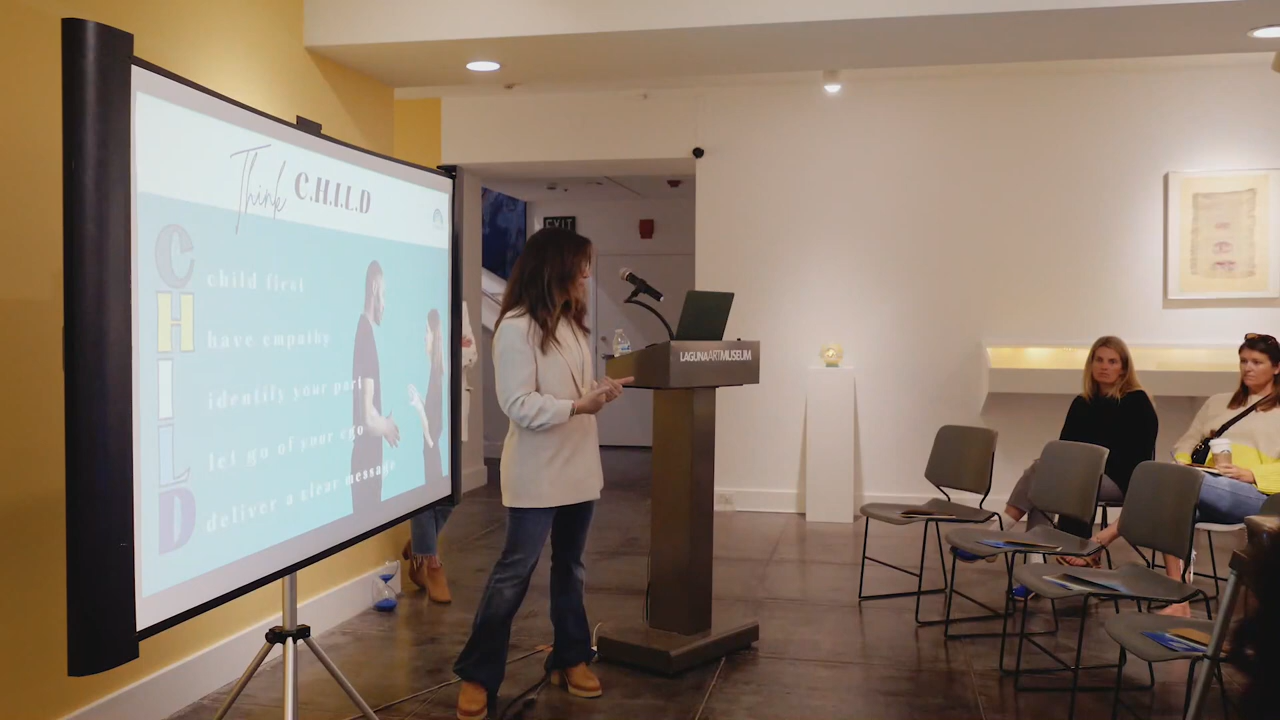 Think C.H.I.L.D
C child first
H have empathy
I identify your part
L let go of your ego
D deliver a clear message
EXIT
LAGUNA ART MUSEUM